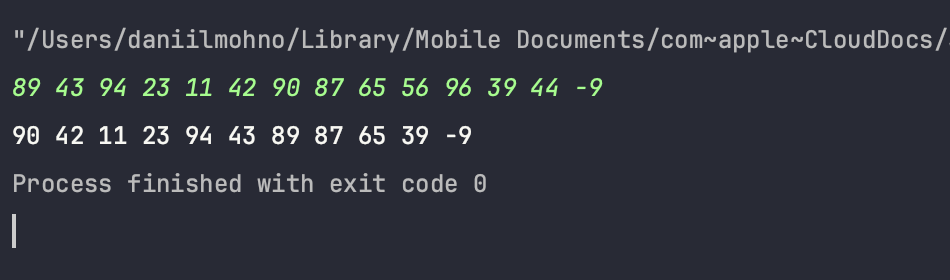 "/Users/daniilmohno/Library/Mobile Documents/com~apple~CloudDocs/
89 43 94 23 11 42 90 87 65 56 96 39 44 -9
90 42 11 23 94 43 89 87 65 39 -9
Process finished with exit code 0